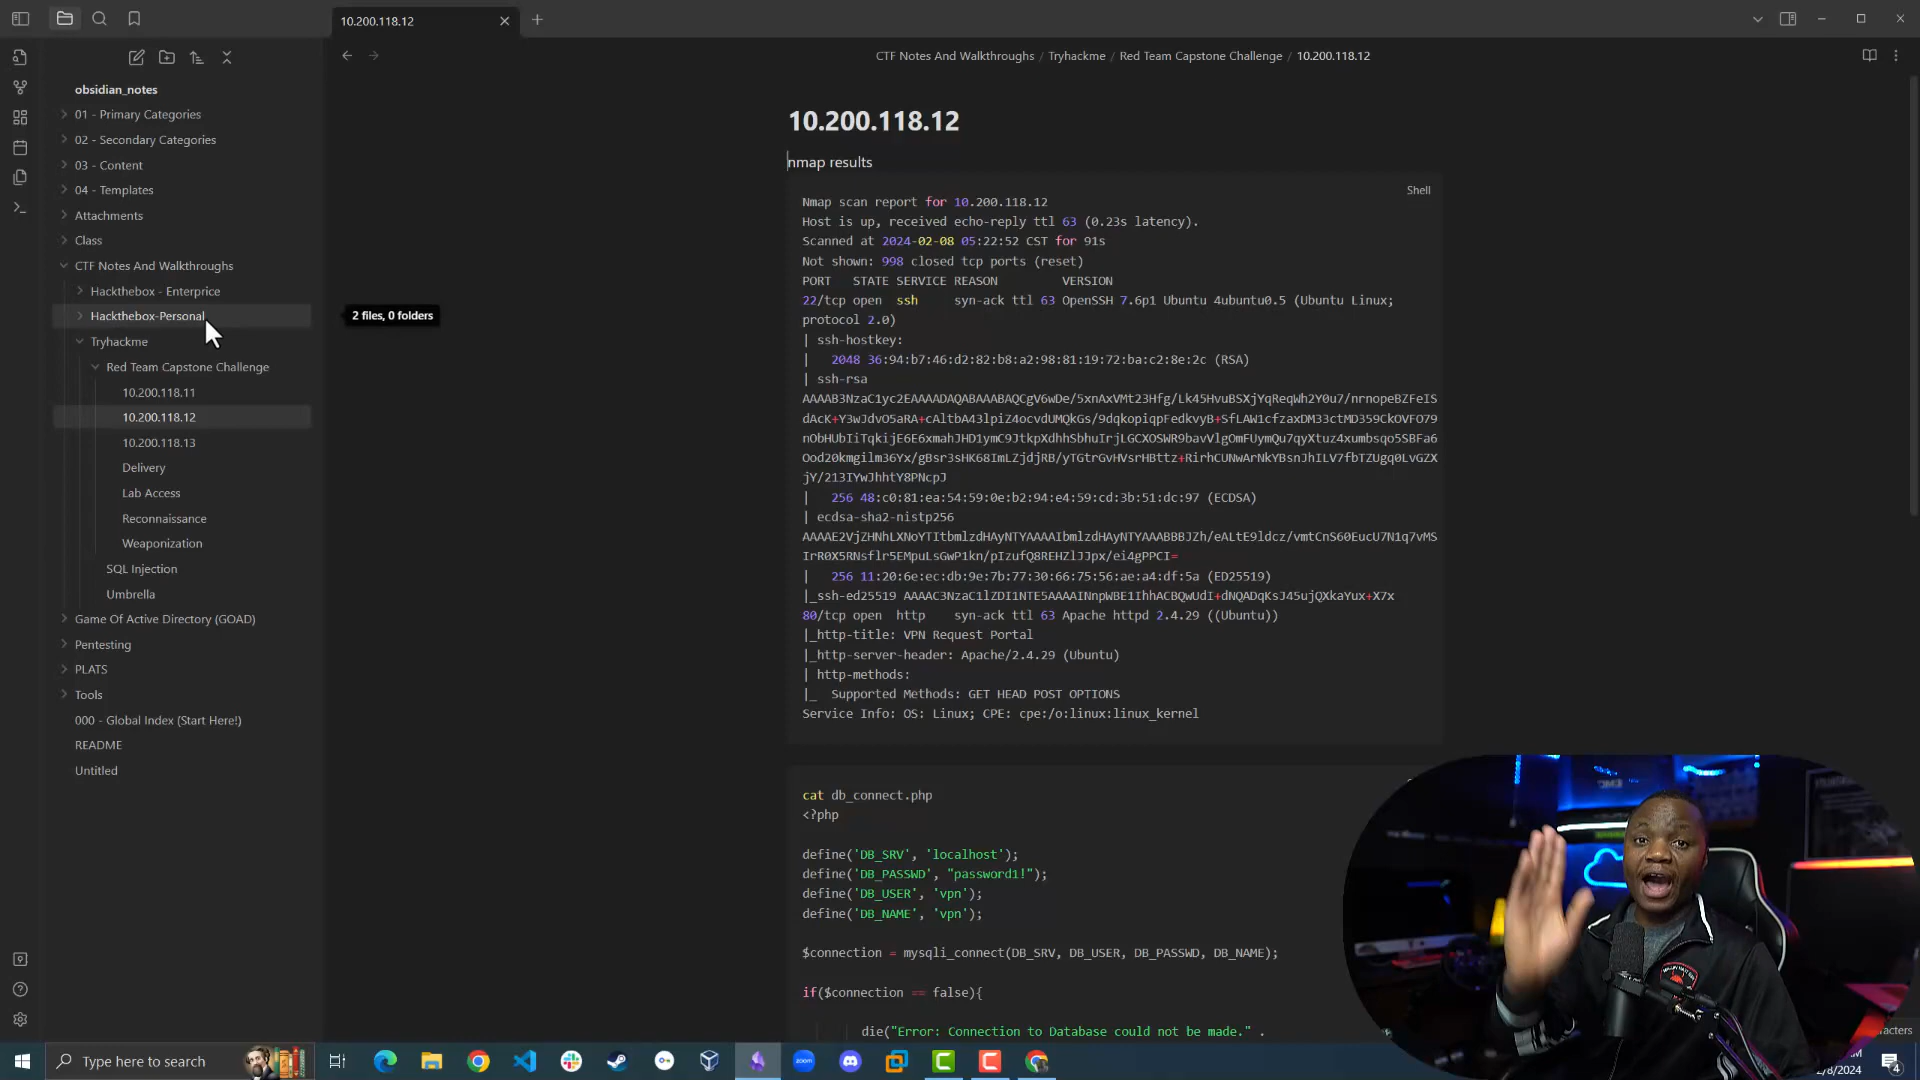 10.200.118.12
CTF Notes And Walkthroughs / Tryhackme / Red Team Capstone Challenge / 10.200.118.12
obsidian_notes
01 - Primary Categories
02 - Secondary Categories
03 - Content
04 - Templates
Attachments
Class
CTF Notes And Walkthroughs
Hackthebox - Enterprice
Hackthebox-Personal
2 files, 0 folders
Tryhackme
Red Team Capstone Challenge
10.200.118.11
10.200.118.12
10.200.118.13
Delivery
Lab Access
Reconnaissance
Weaponization
SQL Injection
Umbrella
Game Of Active Directory (GOAD)
Pentesting
PLATS
Tools
000 - Global Index (Start Here!)
README
Untitled
10.200.118.12
nmap results
Shell
Nmap scan report for 10.200.118.12
Host is up, received echo-reply ttl 63 (0.23s latency).
Scanned at 2024-02-08 05:22:52 CST for 91s
Not shown: 998 closed tcp ports (reset)
PORT STATE SERVICE REASON VERSION
22/tcp open ssh syn-ack ttl 63 OpenSSH 7.6p1 Ubuntu 4ubuntu0.5 (Ubuntu Linux;
protocol 2.0)
| ssh-hostkey:
| 2048 36:94:b7:46:d2:82:b8:a2:98:81:19:72:ba:c2:8e:2c (RSA)
| ssh-rsa
| 256 48:c0:81:ea:54:59:0e:b2:94:e4:59:cd:3b:51:dc:97 (ECDSA)
| ecdsa-sha2-nistp256
| 256 11:20:6e:ec:db:9e:7b:77:30:66:75:56:ae:a4:df:5a (ED25519)
|_ssh-ed25519
80/tcp open http syn-ack ttl 63 Apache httpd 2.4.29 ((Ubuntu))
|_http-title: VPN Request Portal
|_http-server-header: Apache/2.4.29 (Ubuntu)
| http-methods:
|_ Supported Methods: GET HEAD POST OPTIONS
Service Info: OS: Linux; CPE: cpe:/o:linux:linux_kernel
cat db_connect.php
<?php
define('DB_SRV', 'localhost');
define('DB_PASSWD', "password1!");
define('DB_USER', 'vpn');
define('DB_NAME', 'vpn');
$connection = mysqli_connect(DB_SRV, DB_USER, DB_PASSWD, DB_NAME);
if($connection == false){
die("Error: Connection to Database could not be made." .
Type here to search
zoom
4